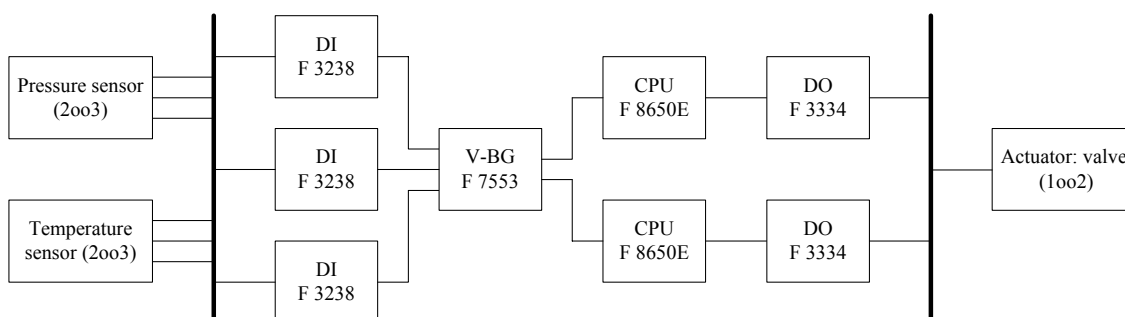 Pressure sensor
(2oo3)
Temperature
sensor (2oo3)
DI
F 3238
DI
F 3238
DI
F 3238
V-BG
F 7553
CPU
F 8650E
DO
F 3334
CPU
F 8650E
DO
F 3334
Actuator: valve
(1oo2)